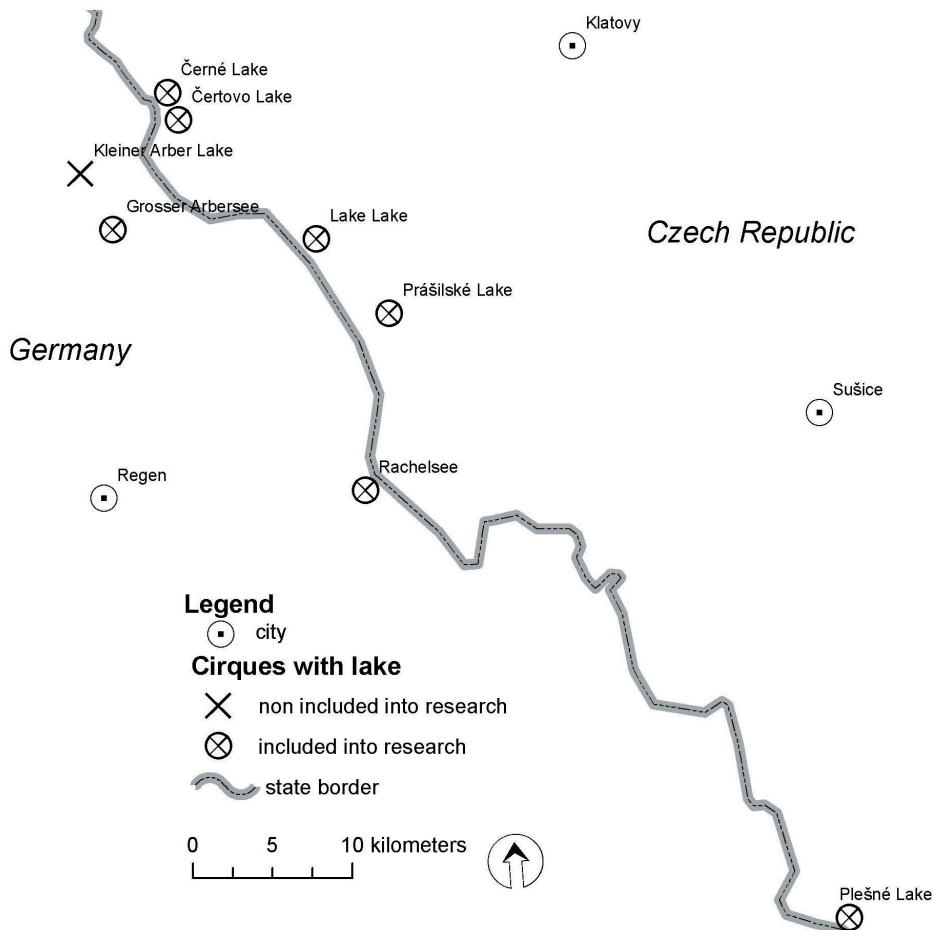 Klatovy
Černé Lake
Čertovo Lake
Kleiner Arber Lake
Grosser Arbersee
Lake Lake
Czech Republic
Prášilské Lake
Germany
Sušice
Rachelsee
Regen
Legend
city
Cirques with lake
non included into research
included into research
state border
0 5 10 kilometers
Plešné Lake